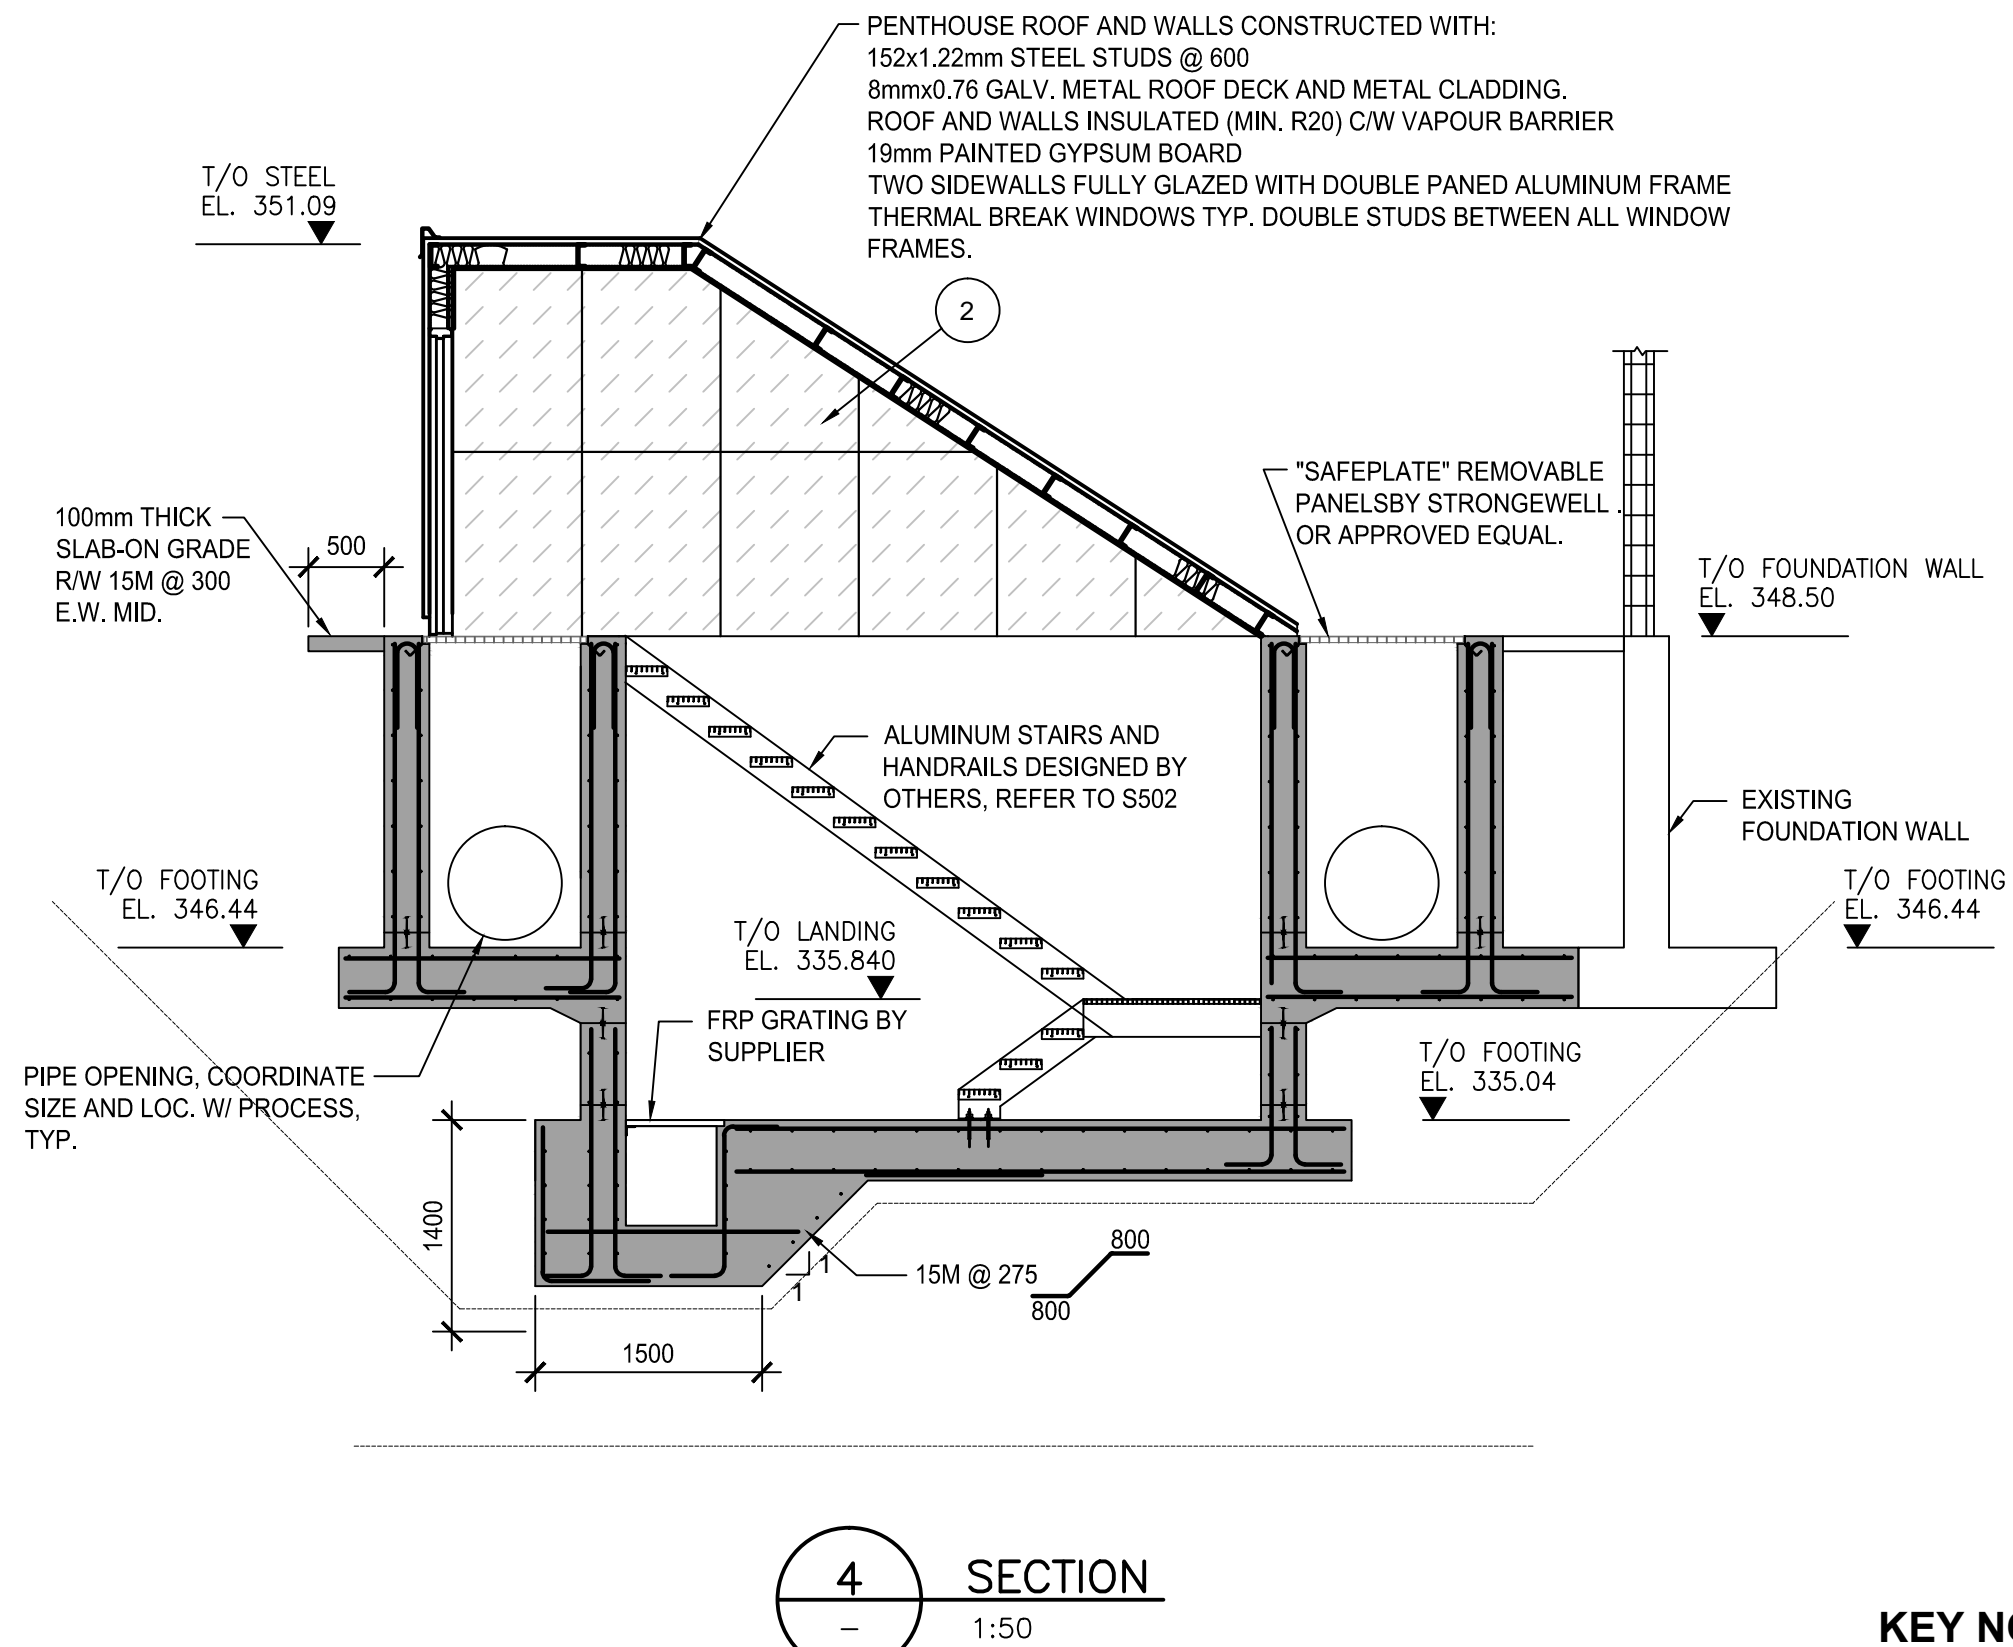 PENTHOUSE ROOF AND WALLS CONSTRUCTED WITH:
152x1.22mm STEEL STUDS @ 600
8mmx0.76 GALV. METAL ROOF DECK AND METAL CLADDING.
ROOF AND WALLS INSULATED (MIN. R20) C/W VAPOUR BARRIER
19mm PAINTED GYPSUM BOARD
TWO SIDEWALLS FULLY GLAZED WITH DOUBLE PANED ALUMINUM FRAME
THERMAL BREAK WINDOWS TYP. DOUBLE STUDS BETWEEN ALL WINDOW
FRAMES.
T/O STEEL
EL. 351.09
2
"SAFEPLATE" REMOVABLE
PANELSBY STRONGEWELL .
OR APPROVED EQUAL.
100mm THICK
SLAB-ON GRADE
R/W 15M @ 300
E.W. MID.
500
T/O FOUNDATION WALL
EL. 348.50
ALUMINUM STAIRS AND
HANDRAILS DESIGNED BY
OTHERS, REFER TO S502
EXISTING
FOUNDATION WALL
T/O FOOTING
EL. 346.44
T/O FOOTING
EL. 346.44
T/O LANDING
EL. 335.840
FRP GRATING BY
SUPPLIER
T/O FOOTING
EL. 335.04
PIPE OPENING, COORDINATE
SIZE AND LOC. W/ PROCESS,
TYP.
1400
15M @ 275
800
800
1
1
1500
4
SECTION
–
1:50
KEY NO